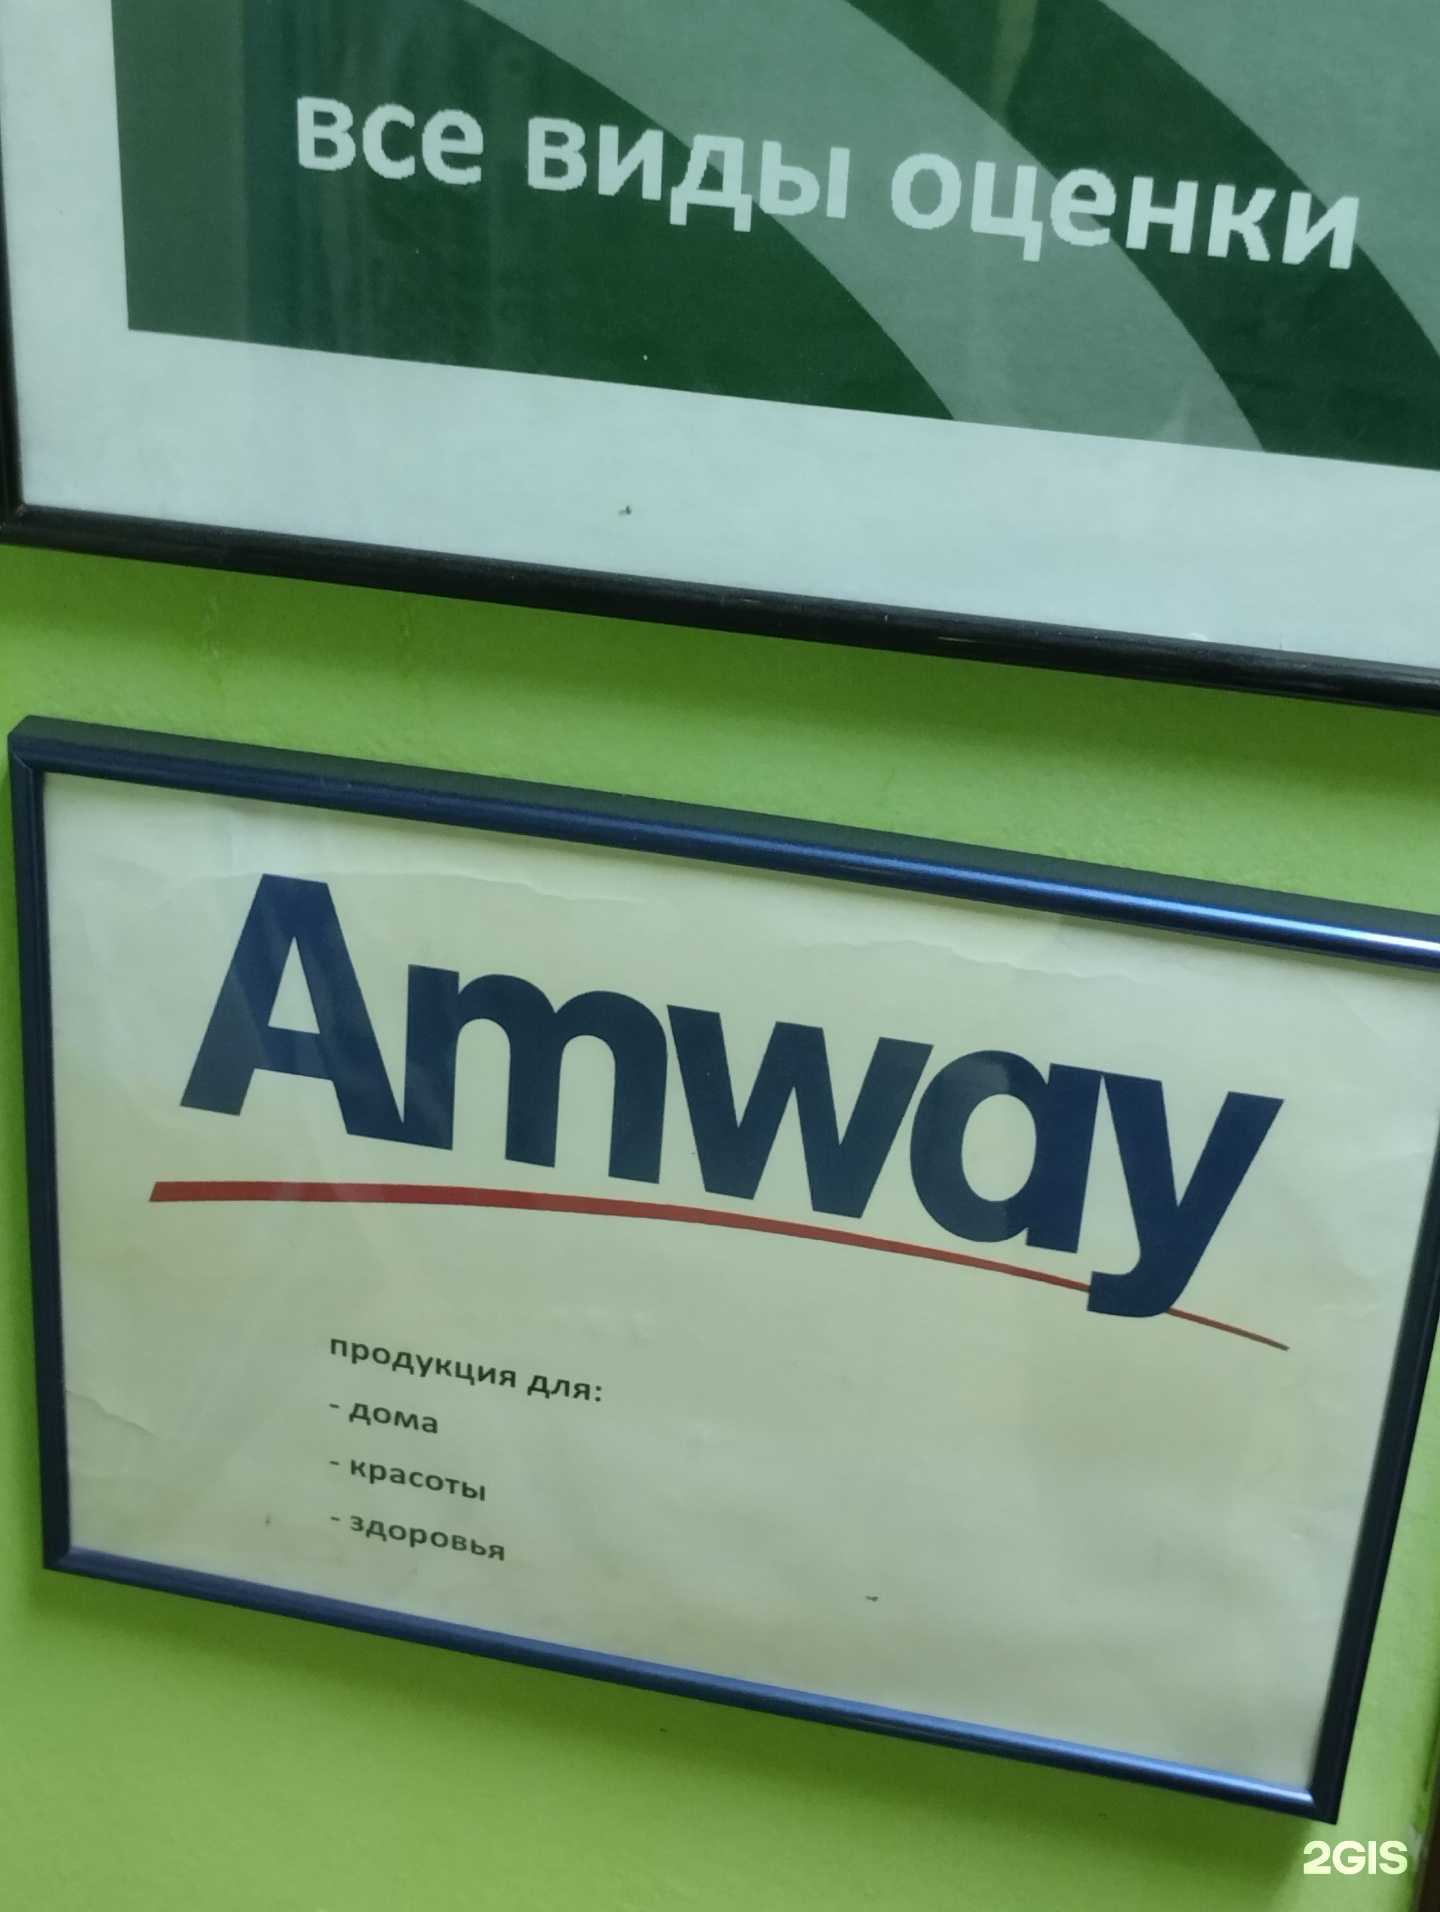 все виды оценки
Amway
продукция для:
- дома
- красоты
- здоровья
2GIS